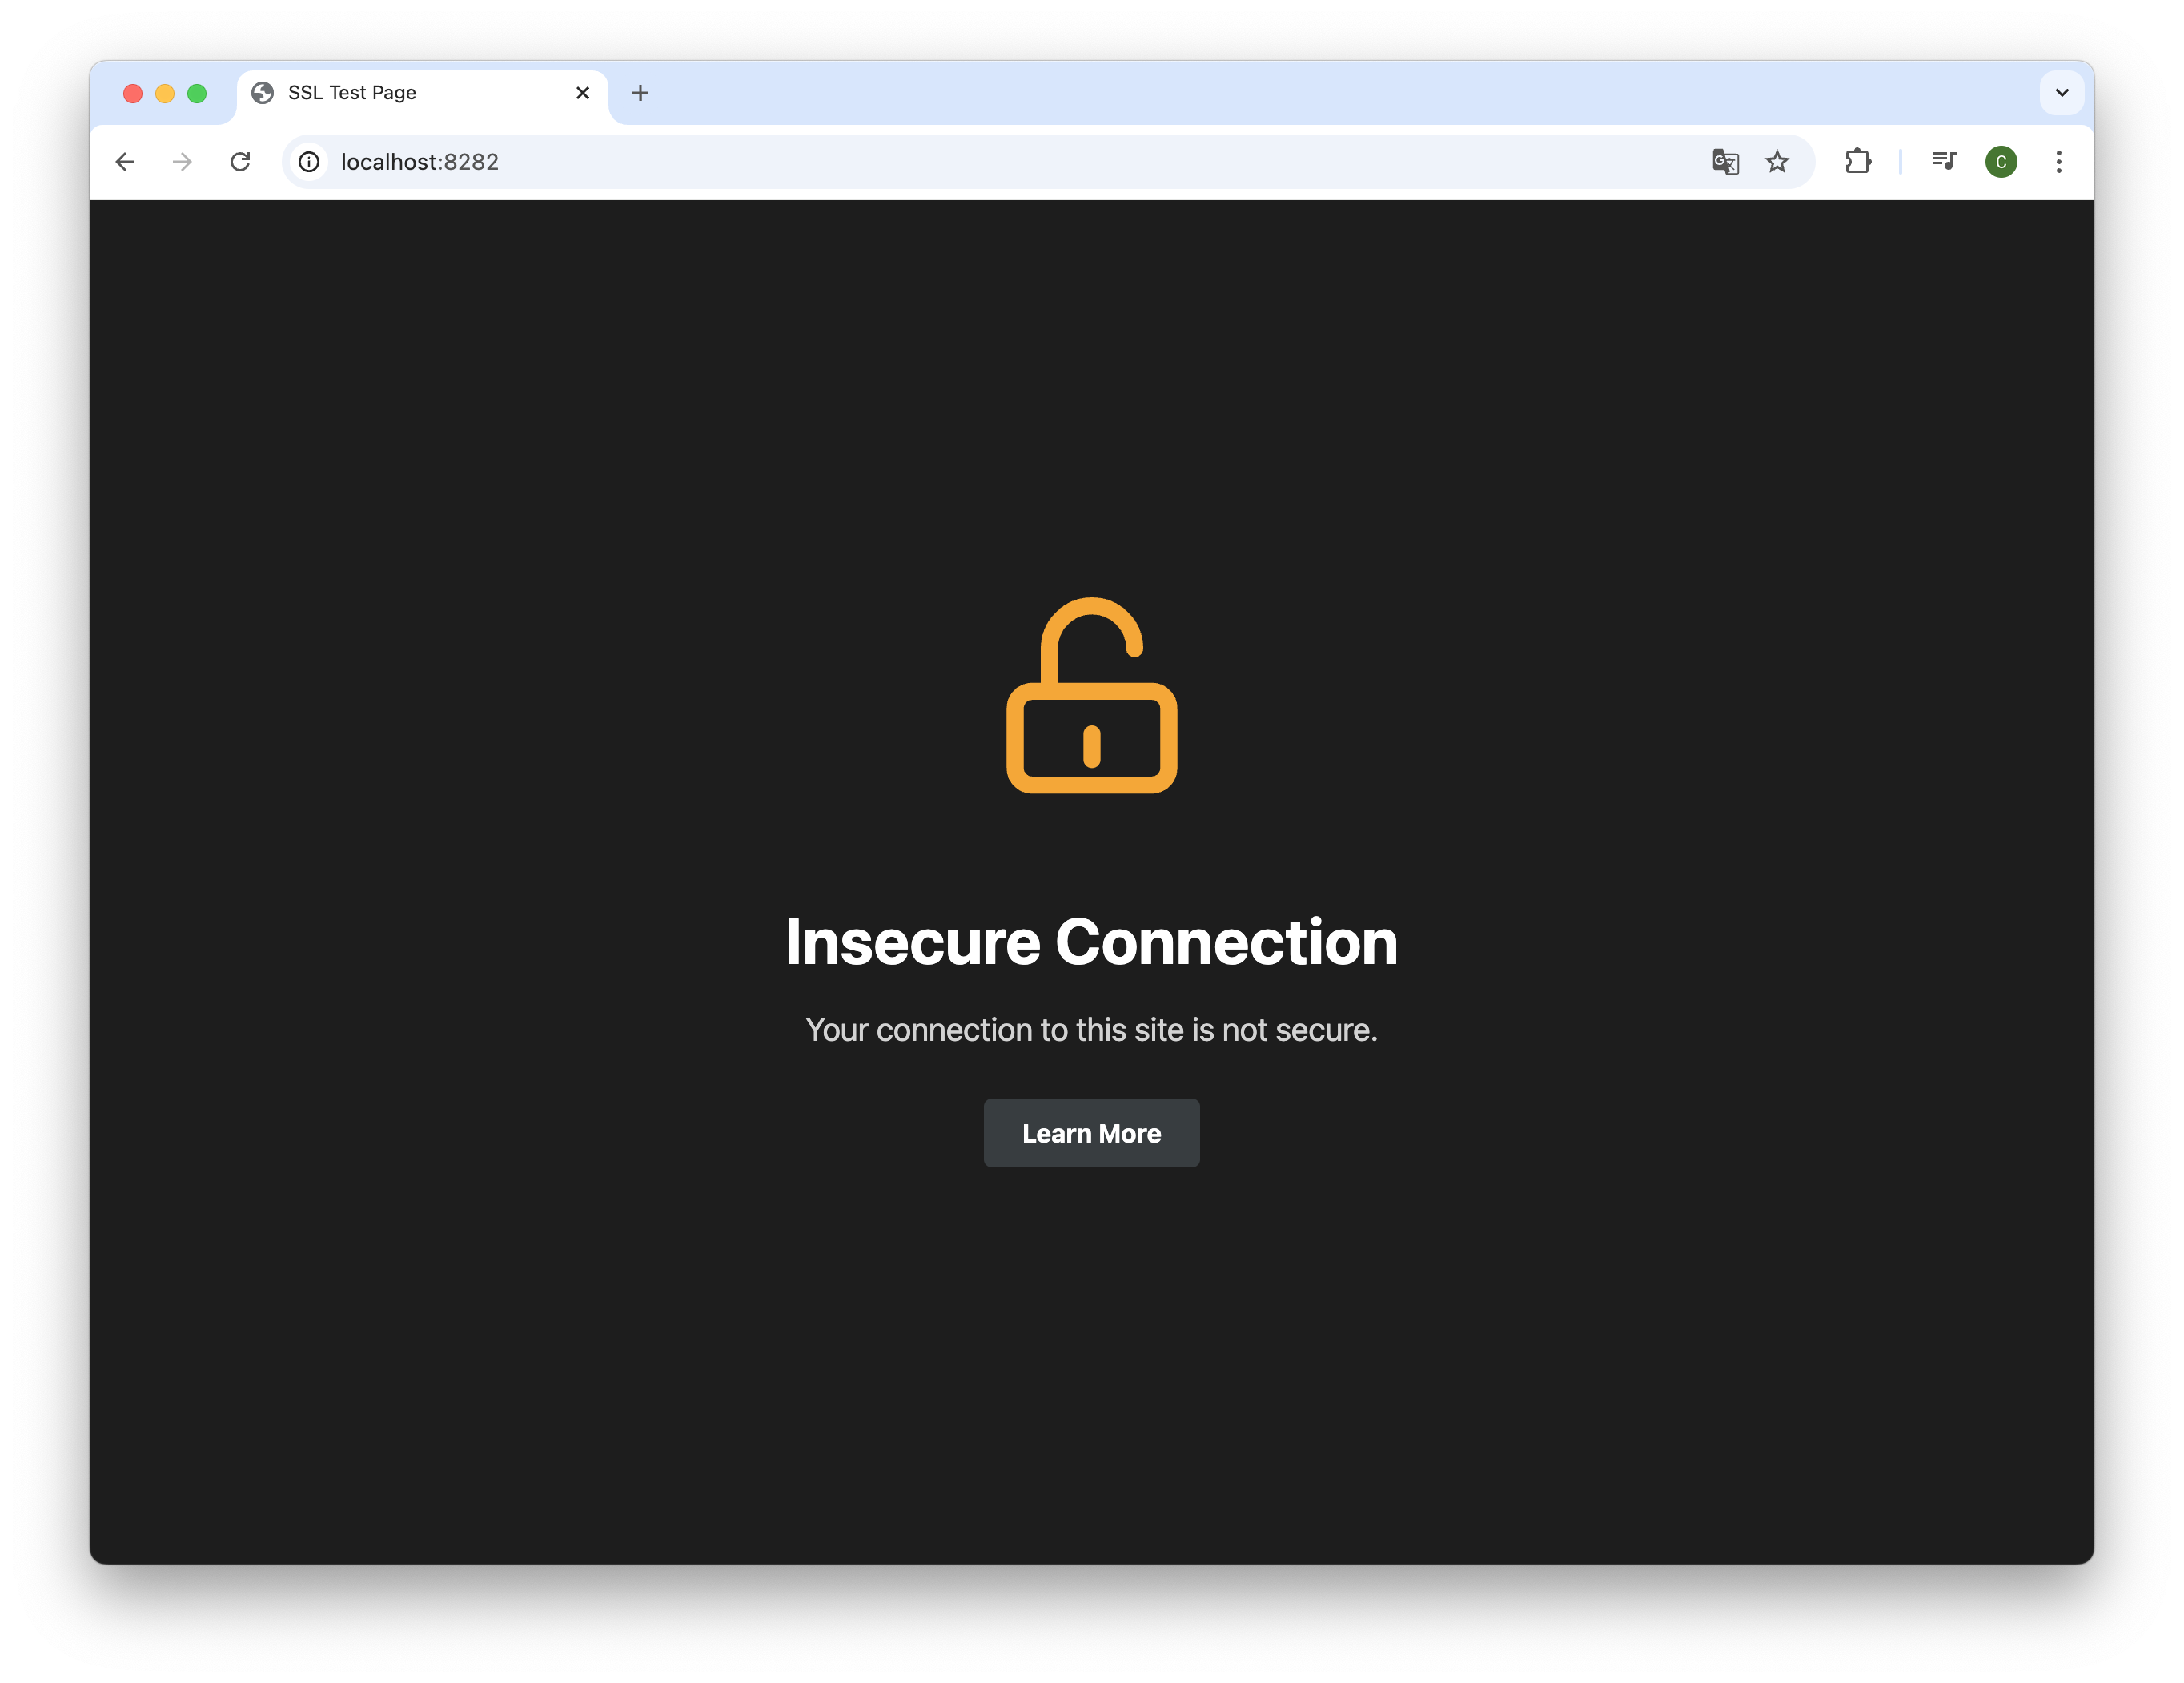 SSL Test Page
localhost:8282
C
Insecure Connection
Your connection to this site is not secure.
Learn More